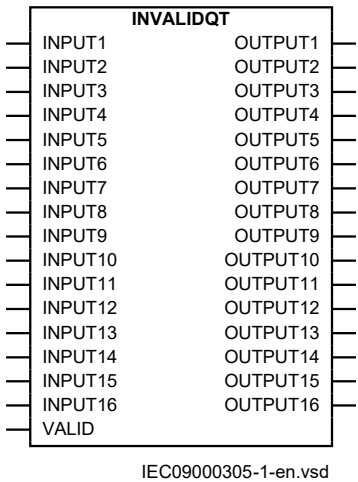 INVALIDQT
INPUT1 OUTPUT1
INPUT2 OUTPUT2
INPUT3 OUTPUT3
INPUT4 OUTPUT4
INPUT5 OUTPUT5
INPUT6 OUTPUT6
INPUT7 OUTPUT7
INPUT8 OUTPUT8
INPUT9 OUTPUT9
INPUT10 OUTPUT10
INPUT11 OUTPUT11
INPUT12 OUTPUT12
INPUT13 OUTPUT13
INPUT14 OUTPUT14
INPUT15 OUTPUT15
INPUT16 OUTPUT16
VALID
IEC09000305-1-en.vsd